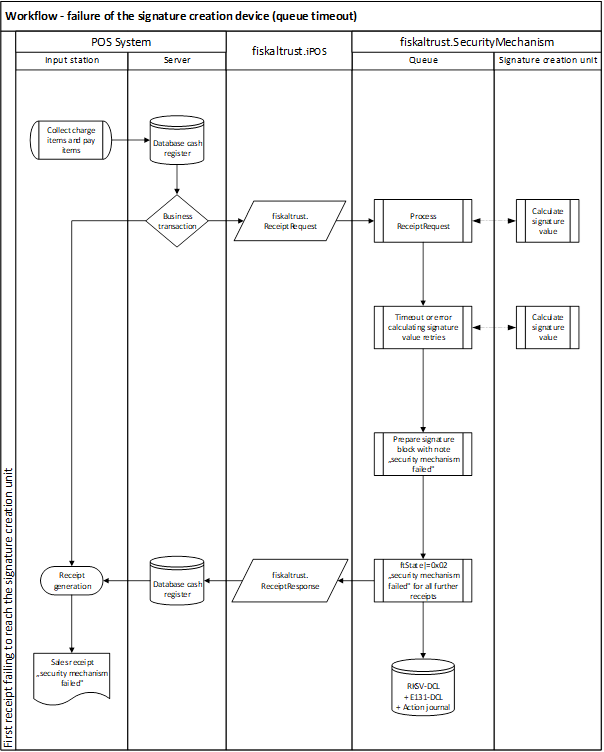 Workflow - failure of the signature creation device (queue timeout)
POS System
fiskaltrust.iPOS
fiskaltrust.SecurityMechanism
Input station
Server
Queue
Signature creation unit
Collect charge
items and pay
items
Database cash
register
Business
transaction
fiskaltrust.
ReceiptRequest
Process
ReceiptRequest
Calculate
signature
value
Timeout or error
calculating signature
value retries
Calculate
signature
value
Prepare signature
block with note
„security mechanism
failed"
Receipt
generation
Database cash
register
fiskaltrust.
ReceiptResponse
ftState|=0x02
„security mechanism
failed" for all further
receipts
Sales receipt
„security mechanism
failed"
RKSV-DCL
+ E131-DCL
+ Action journal
First receipt failing to reach the signature creation unit